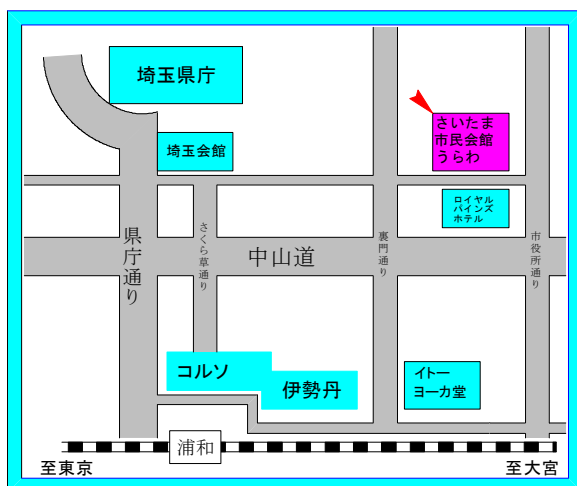 埼玉県庁
さいたま
市民会館
うらわ
埼玉会館
ロイヤル
パインズ
ホテル
県庁通り
さくら草通り
中山道
裏門通り
市役所通り
コルソ
伊勢丹
イトー
ヨーカ堂
浦和
至東京
至大宮